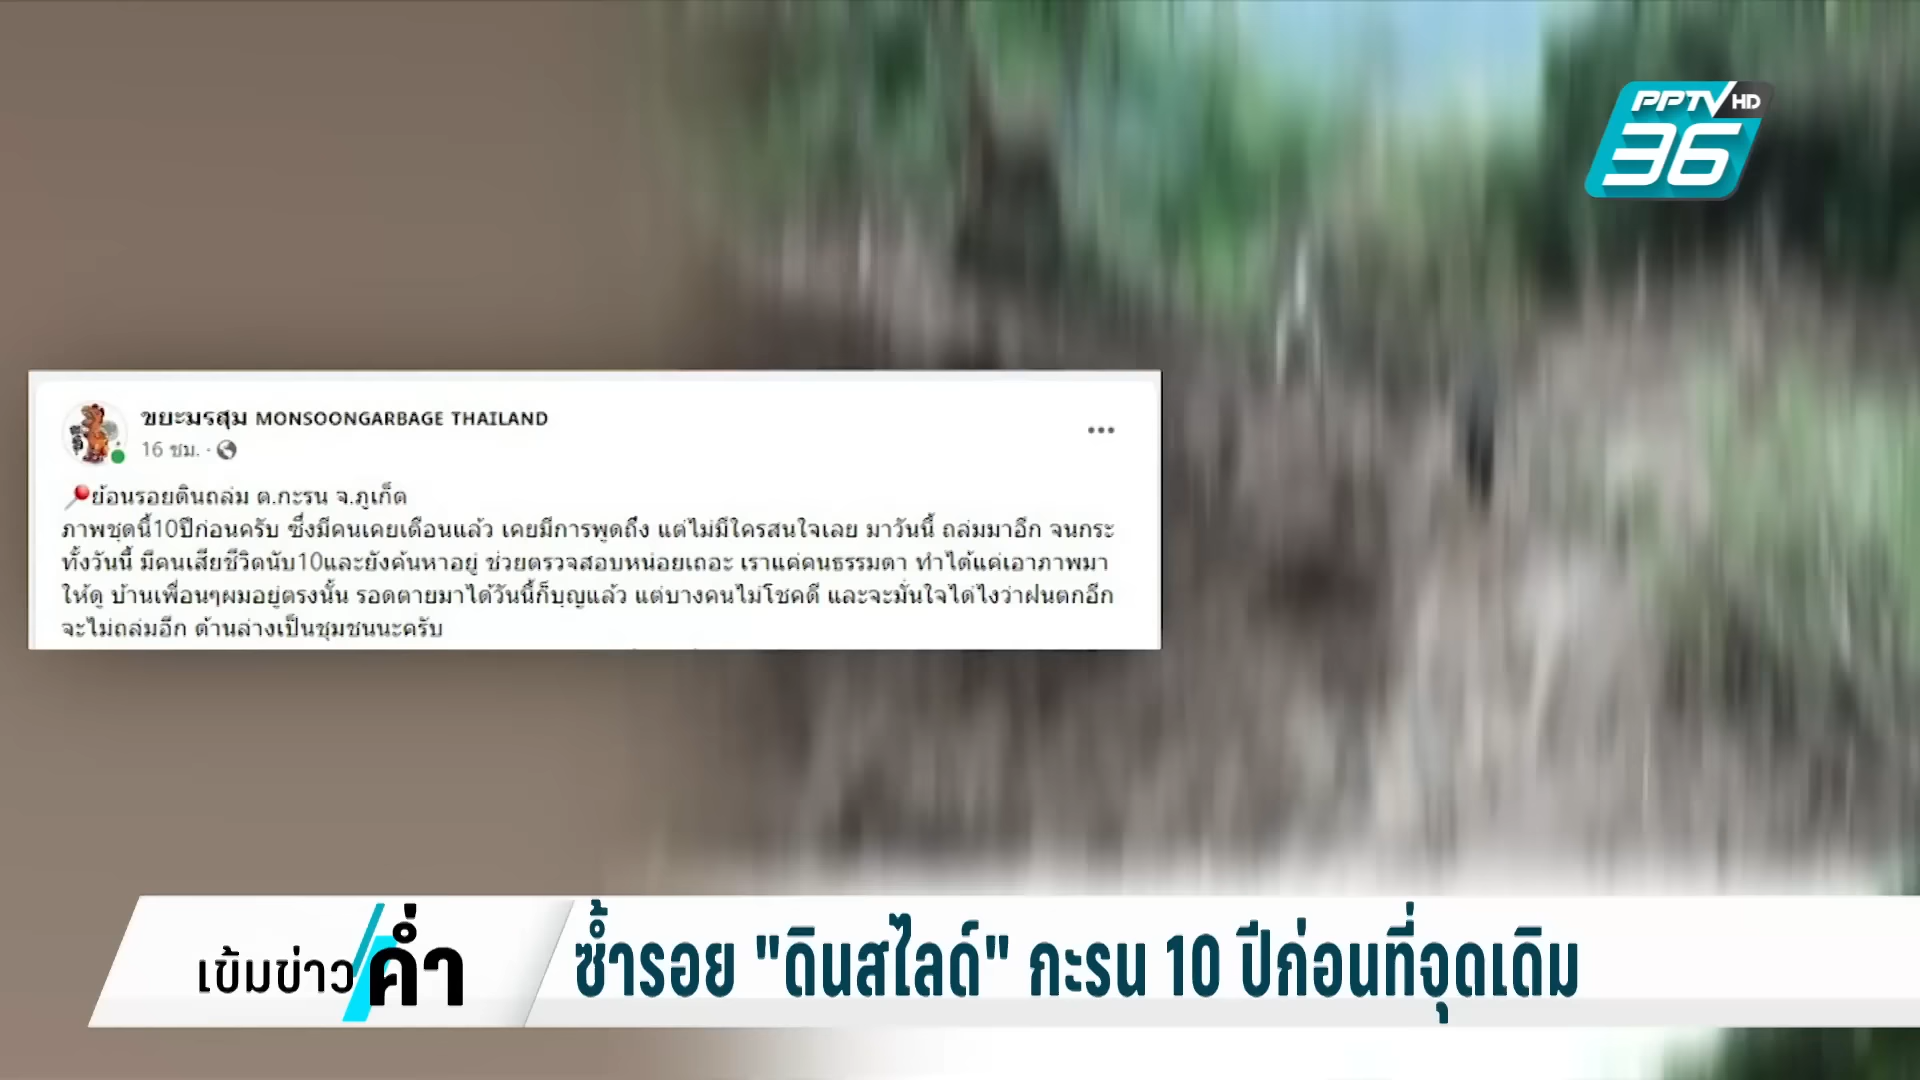 PPTV HD
36
ขยะมรสุม MONSOONGARBAGE THAILAND
16 ชม. ·
ย้อนรอยดินถล่ม ต.กะรน จ.ภูเก็ต
ภาพชุดนี้10ปีก่อนครับ ซึ่งมีคนเคยเตือนแล้ว เคยมีการพูดถึง แต่ไม่มีใครสนใจเลย มาวันนี้ ถล่มมาอีก จนกระ
ทั้งวันนี้ มีคนเสียชีวิตนับ10และยังค้นหาอยู่ ช่วยตรวจสอบหน่อยเถอะ เราแค่คนธรรมดา ทำได้แค่เอาภาพมา
ให้ดู บ้านเพื่อนๆผมอยู่ตรงนั้น รอดตายมาได้วันนี้ก็บุญแล้ว แต่บางคนไม่โชคดี และจะมั่นใจได้ไงว่าฝนตกอีก
จะไม่ถล่มอีก ด้านล่างเป็นชุมชนนะครับ
เข้มข่าวค่ำ
ซ้ำรอย "ดินสไลด์" กะรน 10 ปีก่อนที่จุดเดิม